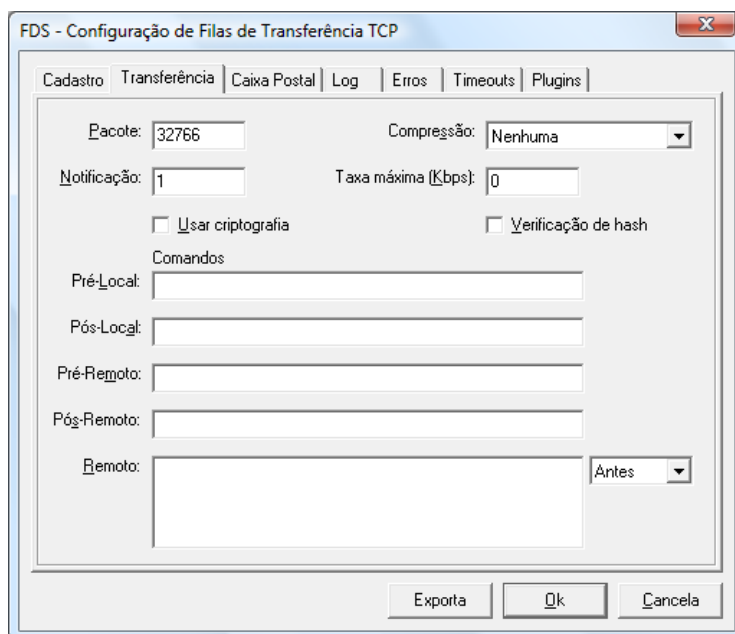 FDS - Configuração de Filas de Transferência TCP
Cadastro Transferência Caixa Postal Log Erros Timeouts Plugins
Pacote: 32766 Compressão: Nenhuma
Notificação: 1 Taxa máxima (Kbps): 0
Usar criptografia Verificação de hash
Comandos
Pré-Local:
Pós-Local:
Pré-Remoto:
Pós-Remoto:
Remoto: Antes
Exporta Ok Cancela